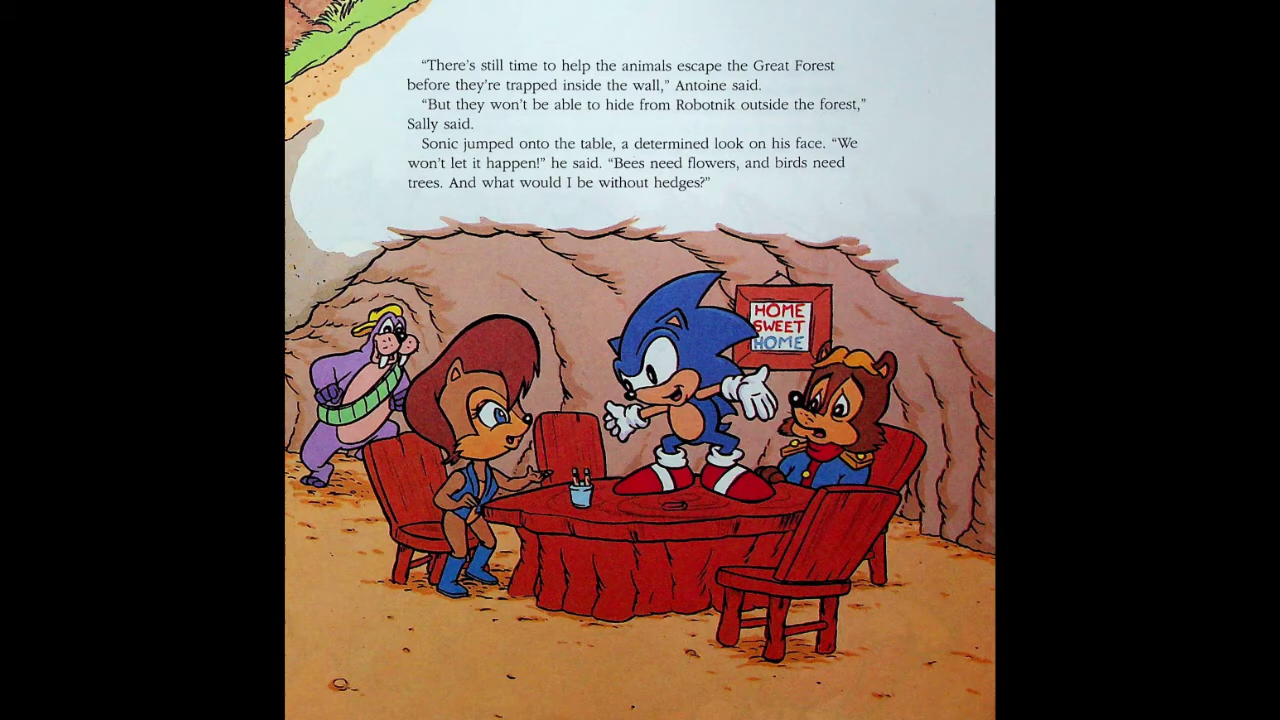 “There’s still time to help the animals escape the Great Forest
before they’re trapped inside the wall,” Antoine said.
“But they won’t be able to hide from Robotnik outside the forest,”
Sally said.
Sonic jumped onto the table, a determined look on his face. “We
won’t let it happen!” he said. “Bees need flowers, and birds need
trees. And what would I be without hedges?”
HOME
SWEET
HOME